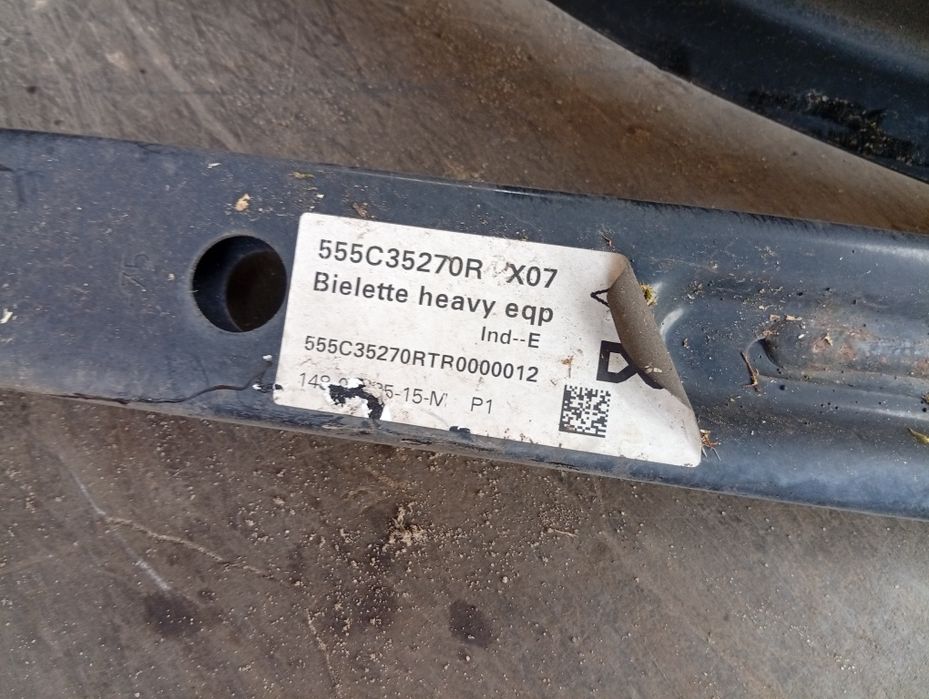 555C35270R X07
Bielette heavy eqp
Ind--E
555C35270RTR0000012
P1